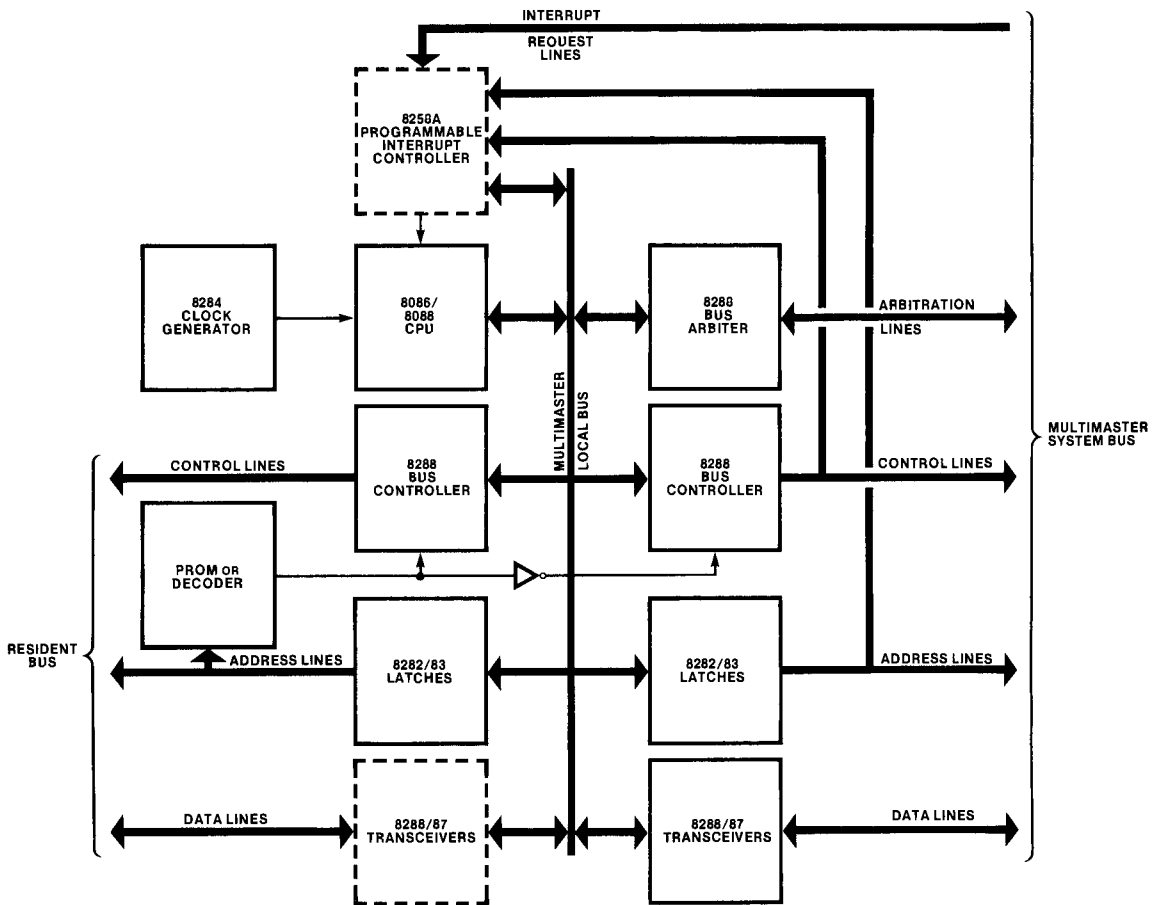 INTERRUPT
REQUEST
LINES
8259A
PROGRAMMABLE
INTERRUPT
CONTROLLER
8284
CLOCK
GENERATOR
8086/
8088
CPU
8288
BUS
ARBITER
ARBITRATION
LINES
MULTIMASTER
LOCAL BUS
MULTIMASTER
SYSTEM BUS
CONTROL LINES
8288
BUS
CONTROLLER
8288
BUS
CONTROLLER
CONTROL LINES
PROM OR
DECODER
RESIDENT
BUS
ADDRESS LINES
8282/83
LATCHES
8282/83
LATCHES
ADDRESS LINES
DATA LINES
8288/87
TRANSCEIVERS
8288/87
TRANSCEIVERS
DATA LINES